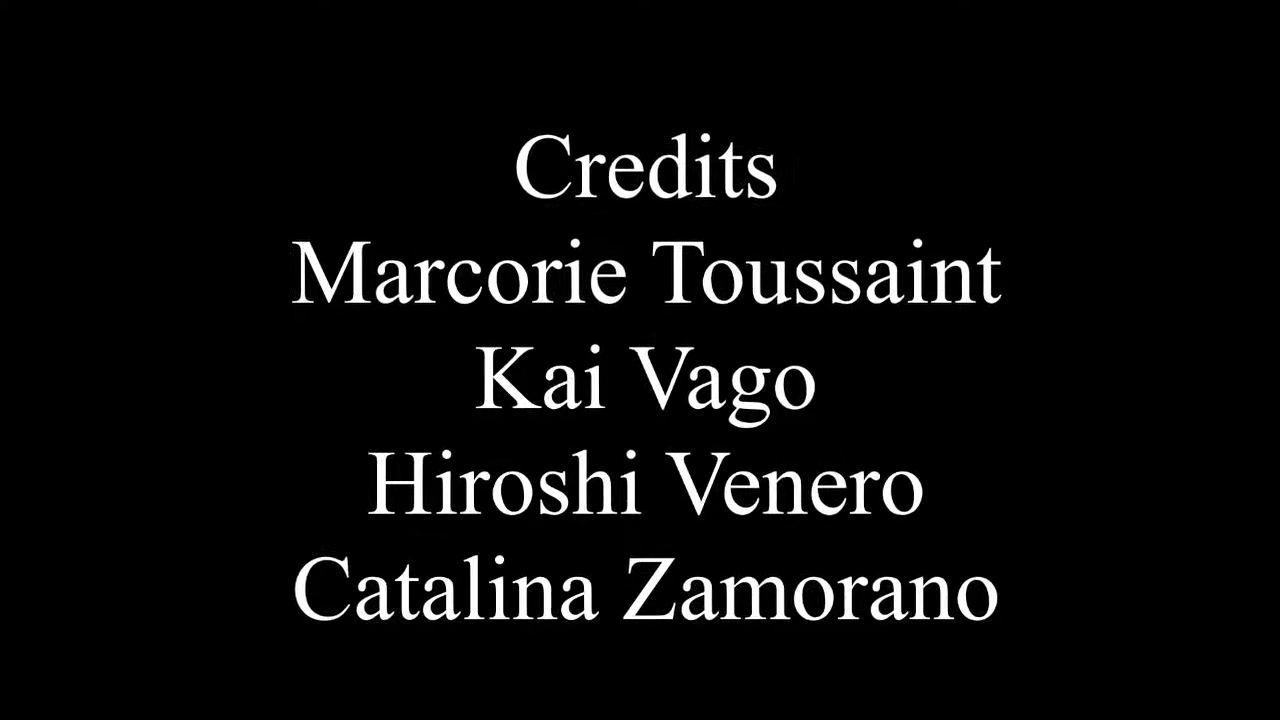 Credits
Marcorie Toussaint
Kai Vago
Hiroshi Venero
Catalina Zamorano